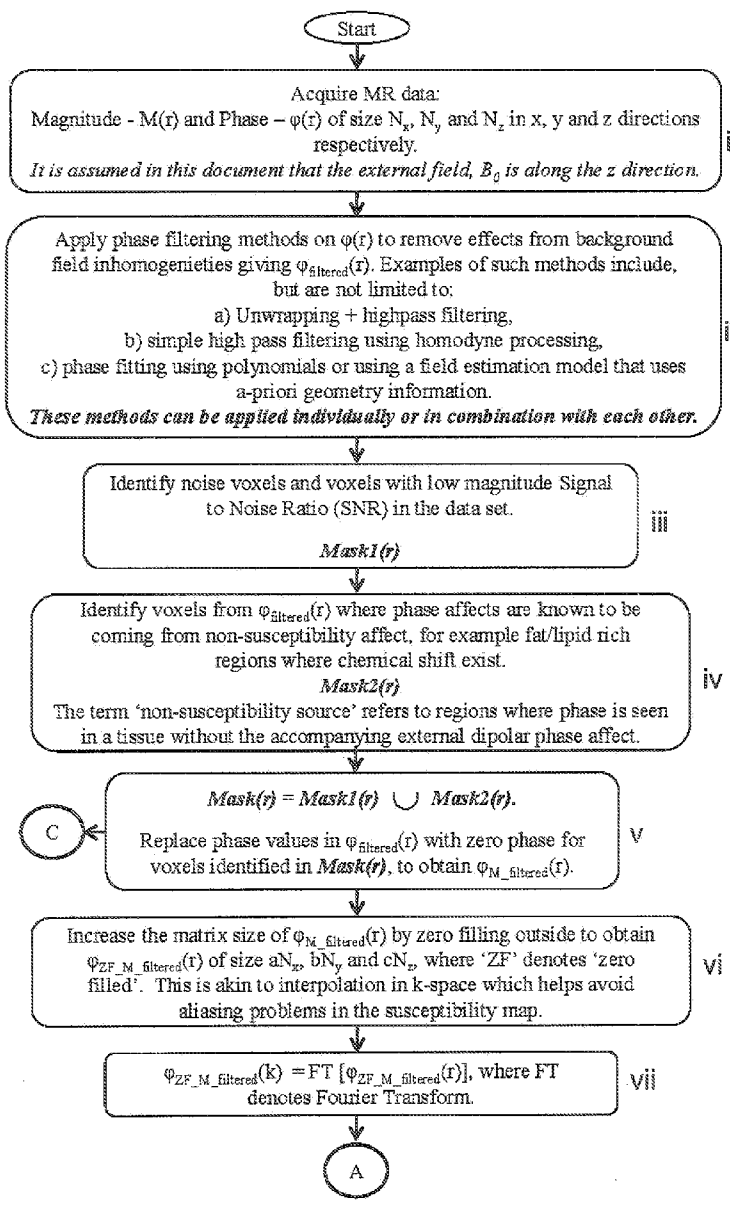 Start
Acquire MR data:
Magnitude - M(r) and Phase – φ(r) of size Nx, Ny and Nz in x, y and z directions
respectively.
It is assumed in this document that the external field, B0 is along the z direction.
i
Apply phase filtering methods on φ(r) to remove effects from background
field inhomogenieties giving φfiltered(r). Examples of such methods include,
but are not limited to:
a) Unwrapping + highpass filtering,
b) simple high pass filtering using homodyne processing,
c) phase fitting using polynomials or using a field estimation model that uses
a-priori geometry information.
These methods can be applied individually or in combination with each other.
i
Identify noise voxels and voxels with low magnitude Signal
to Noise Ratio (SNR) in the data set.
Mask1(r)
iii
Identify voxels from φfiltered(r) where phase affects are known to be
coming from non-susceptibility affect, for example fat/lipid rich
regions where chemical shift exist.
Mask2(r)
The term ‘non-susceptibility source’ refers to regions where phase is seen
in a tissue without the accompanying external dipolar phase affect.
iv
Mask(r) = Mask1(r) ∪ Mask2(r).
Replace phase values in φfiltered(r) with zero phase for
voxels identified in Mask(r), to obtain φM_filtered(r).
C
v
Increase the matrix size of φM_filtered(r) by zero filling outside to obtain
φZF_M_filtered(r) of size aNx, bNy and cNz, where ‘ZF’ denotes ‘zero
filled’. This is akin to interpolation in k-space which helps avoid
aliasing problems in the susceptibility map.
vi
φZF_M_filtered(k) = FT [φZF_M_filtered(r)], where FT
denotes Fourier Transform.
vii
A